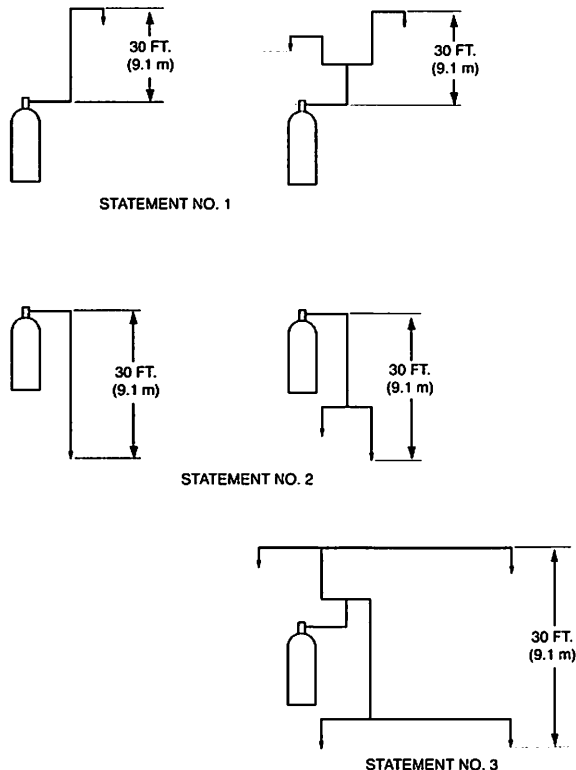 30 FT.
(9.1 m)
30 FT.
(9.1 m)
STATEMENT NO. 1
30 FT.
(9.1 m)
30 FT.
(9.1 m)
STATEMENT NO. 2
30 FT.
(9.1 m)
STATEMENT NO. 3